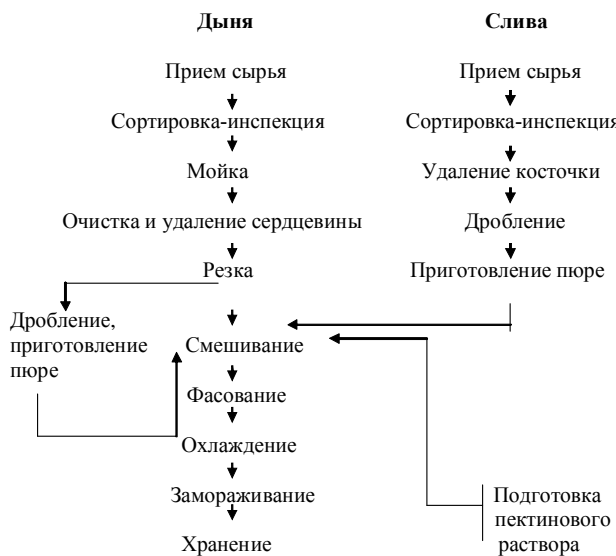 Дыня
Слива
Прием сырья
Прием сырья
Сортировка-инспекция
Сортировка-инспекция
Мойка
Удаление косточки
Очистка и удаление сердцевины
Дробление
Резка
Приготовление пюре
Дробление,
приготовление
пюре
Смешивание
Фасование
Охлаждение
Замораживание
Хранение
Подготовка
пектинового
раствора